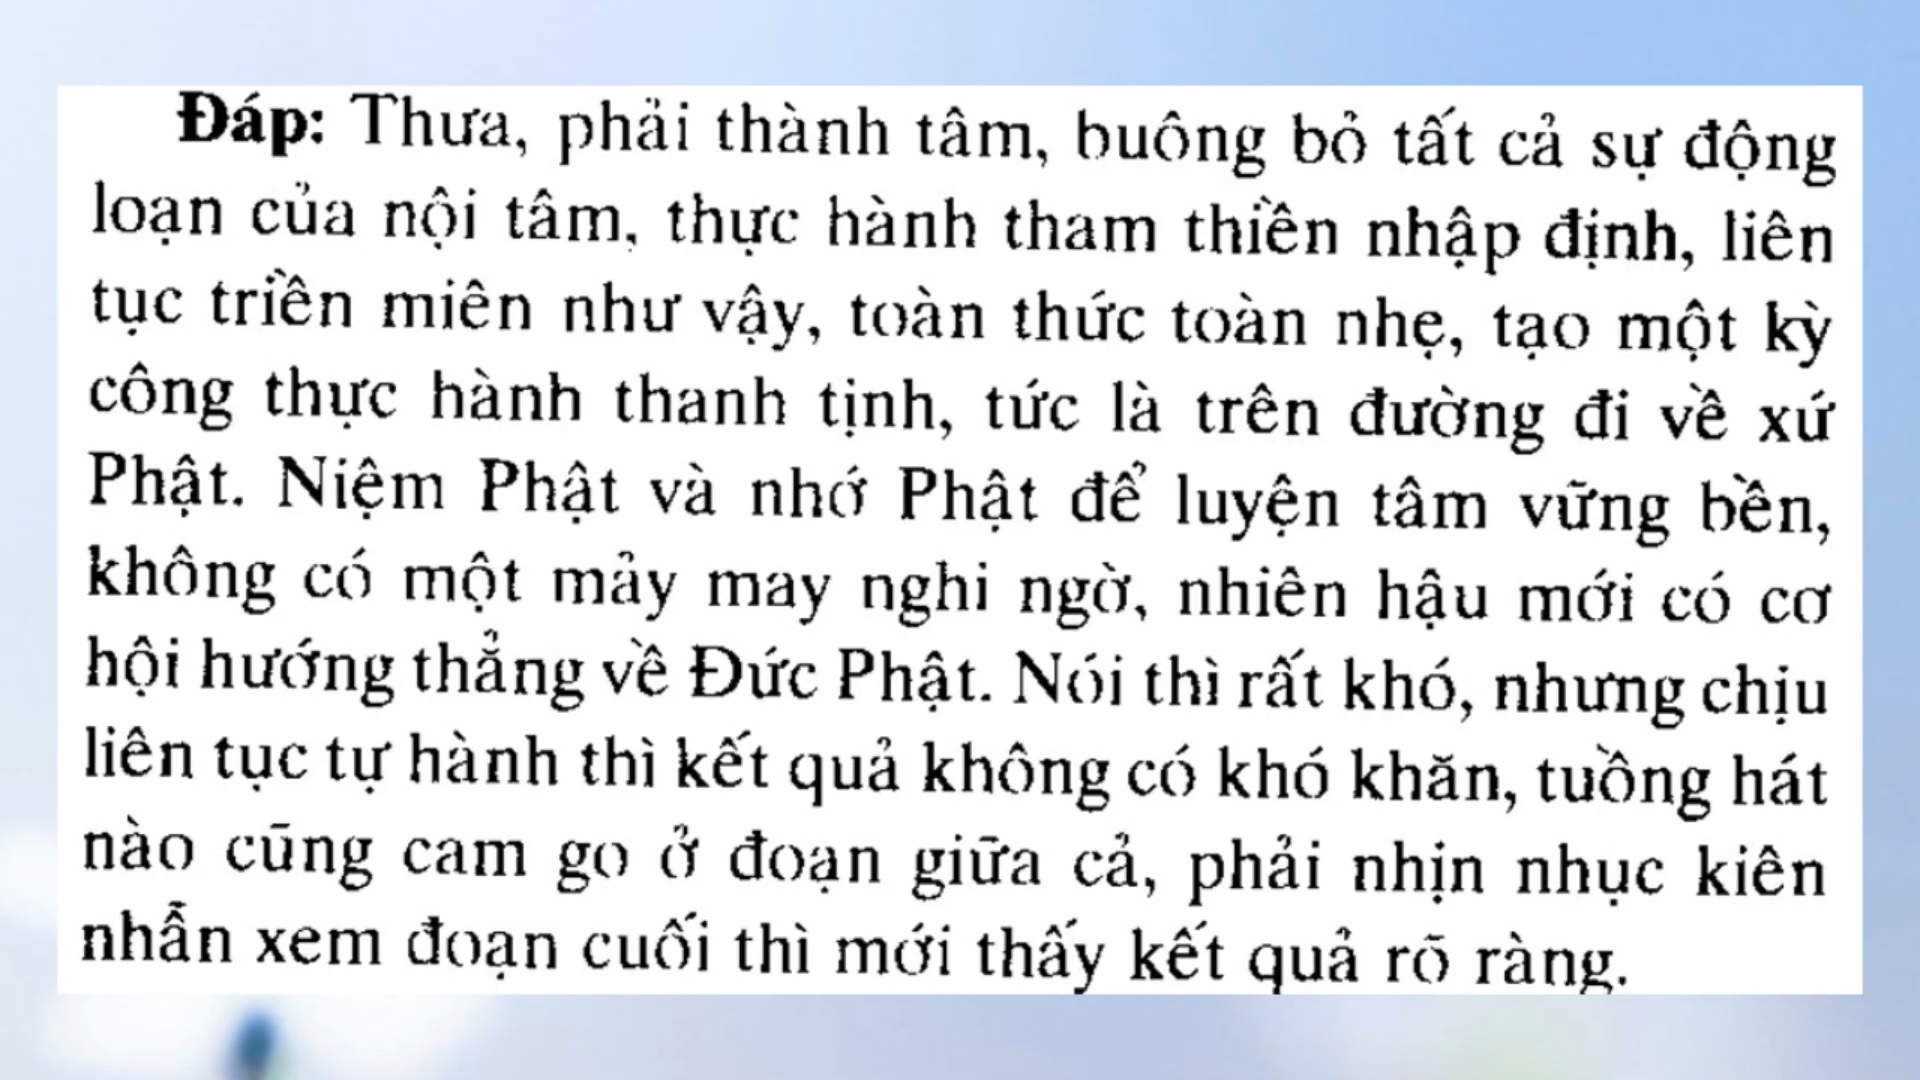 Đáp: Thưa, phải thành tâm, buông bỏ tất cả sự động
loạn của nội tâm, thực hành tham thiền nhập định, liên
tục triền miên như vậy, toàn thức toàn nhẹ, tạo một kỳ
công thực hành thanh tịnh, tức là trên đường đi về xứ
Phật. Niệm Phật và nhớ Phật để luyện tâm vững bền,
không có một mảy may nghi ngờ, nhiên hậu mới có cơ
hội hướng thẳng về Đức Phật. Nói thì rất khó, nhưng chịu
liên tục tự hành thì kết quả không có khó khăn, tuồng hát
nào cũng cam go ở đoạn giữa cả, phải nhịn nhục kiên
nhẫn xem đoạn cuối thì mới thấy kết quả rõ ràng.